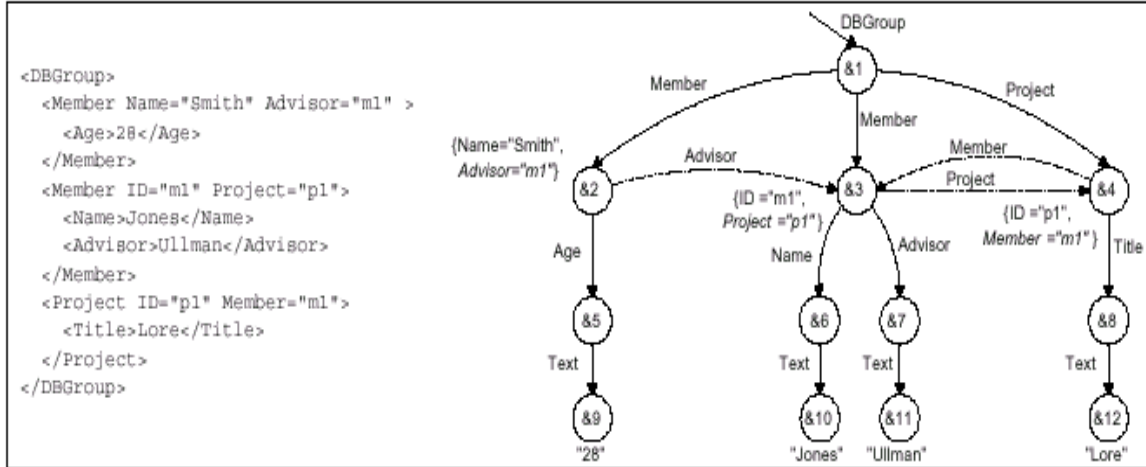 <DBGroup>
<Member Name="Smith" Advisor="m1" >
<Age>28</Age>
</Member>
<Member ID="m1" Project="p1">
<Name>Jones</Name>
<Advisor>Ullman</Advisor>
</Member>
<Project ID="p1" Member="m1">
<Title>Lore</Title>
</Project>
</DBGroup>
DBGroup
&1
Member
Member
Project
{Name="Smith",
Advisor="m1"}
Advisor
Member
Project
&2
&3
&4
{ID ="m1",
Project ="p1" }
{ID ="p1",
Member ="m1" }
Age
Name
Advisor
Title
&5
&6
&7
&8
Text
Text
Text
Text
&9
&10
&11
&12
"28"
"Jones"
"Ullman"
"Lore"